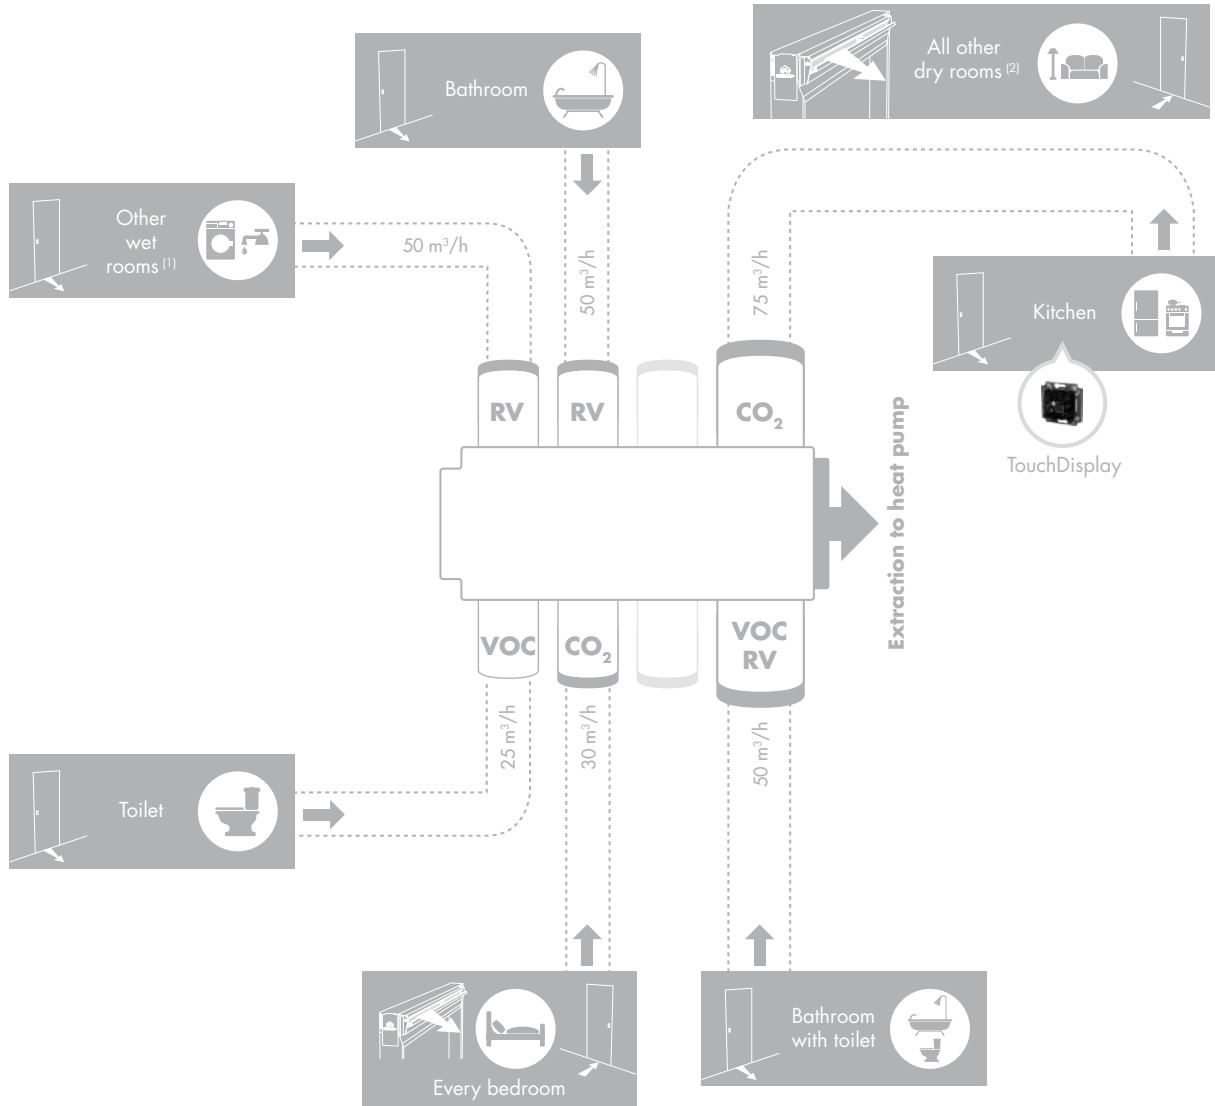 All other
dry rooms (2)
Bathroom
Other
wet
rooms (1)
50 m³/h
50 m³/h
75 m³/h
Kitchen
TouchDisplay
RV
RV
CO₂
Extraction to heat pump
VOC
CO₂
VOC
RV
25 m³/h
30 m³/h
50 m³/h
Toilet
Every bedroom
Bathroom
with toilet